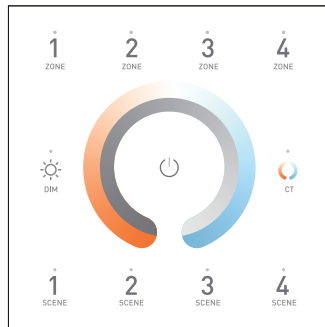 1 2 3 4
ZONE ZONE ZONE ZONE
DIM CT
1 2 3 4
SCENE SCENE SCENE SCENE